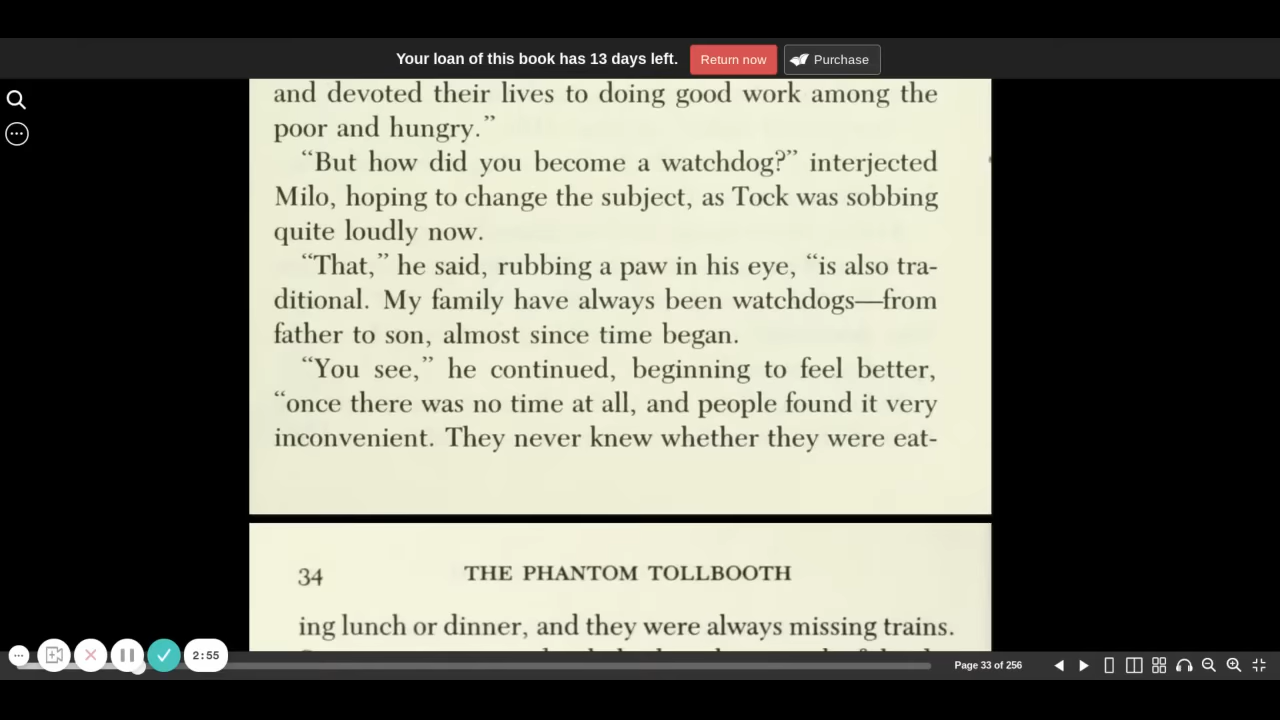 Your loan of this book has 13 days left. Return now Purchase
and devoted their lives to doing good work among the
poor and hungry.”
“But how did you become a watchdog?” interjected
Milo, hoping to change the subject, as Tock was sobbing
quite loudly now.
“That,” he said, rubbing a paw in his eye, “is also tra-
ditional. My family have always been watchdogs—from
father to son, almost since time began.
“You see,” he continued, beginning to feel better,
“once there was no time at all, and people found it very
inconvenient. They never knew whether they were eat-
34 THE PHANTOM TOLLBOOTH
ing lunch or dinner, and they were always missing trains.
2:55
Page 33 of 256